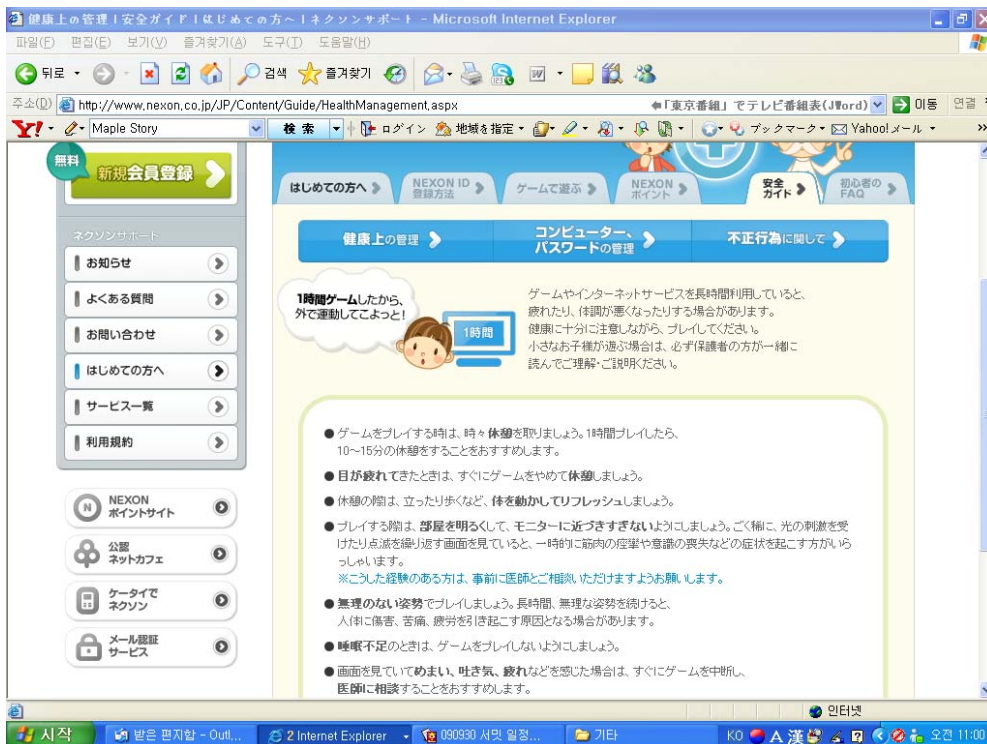 健康上の管理 | 安全ガイド | はじめての方へ | ネクソンサポート - Microsoft Internet Explorer
파일(F) 편집(E) 보기(V) 즐겨찾기(A) 도구(T) 도움말(H)
뒤로 검색 즐겨찾기
주소(D) http://www.nexon.co.jp/JP/Content/Guide/HealthManagement.aspx 「東京番組」でテレビ番組表(JWord) 이동 연결
Y! Maple Story 検索 ログイン 地域を指定 ブックマーク Yahoo!メール
無料
新規会員登録
ネクソンサポート
お知らせ
よくある質問
お問い合わせ
はじめての方へ
サービス一覧
利用規約
NEXON
ポイントサイト
公認
ネットカフェ
ケータイで
ネクソン
メール認証
サービス
はじめての方へ
NEXON ID
登録方法
ゲームで遊ぶ
NEXON
ポイント
安全
ガイド
初心者の
FAQ
健康上の管理
コンピューター、
パスワードの管理
不正行為に関して
1時間ゲームしたから、
外で運動してこよっと!
1時間
ゲームやインターネットサービスを長時間利用していると、
疲れたり、体調が悪くなったりする場合があります。
健康に十分に注意しながら、プレイしてください。
小さなお子様が遊ぶ場合は、必ず保護者の方が一緒に
読んでご理解・ご説明ください。
● ゲームをプレイする時は、時々休憩を取りましょう。1時間プレイしたら、
10～15分の休憩をすることをおすすめします。
● 目が疲れてきたときは、すぐにゲームをやめて休憩しましょう。
● 休憩の際は、立ったり歩くなど、体を動かしてリフレッシュしましょう。
● プレイする際は、部屋を明るくして、モニターに近づきすぎないようにしましょう。ごく稀に、光の刺激を受
けたり点滅を繰り返す画面を見ていると、一時的に筋肉の痙攣や意識の喪失などの症状を起こす方がいら
っしゃいます。
※こうした経験のある方は、事前に医師とご相談いただけますようお願いします。
● 無理のない姿勢でプレイしましょう。長時間、無理な姿勢を続けると、
人体に傷害、苦痛、疲労を引き起こす原因となる場合があります。
● 睡眠不足のときは、ゲームをプレイしないようにしましょう。
● 画面を見ていてめまい、吐き気、疲れなどを感じた場合は、すぐにゲームを中断し、
医師に相談することをおすすめします。
인터넷
시작 받은 편지함 - Outl... 2 Internet Explorer 090930 서밋 일정... 기타 KO A 漢 오전 11:00